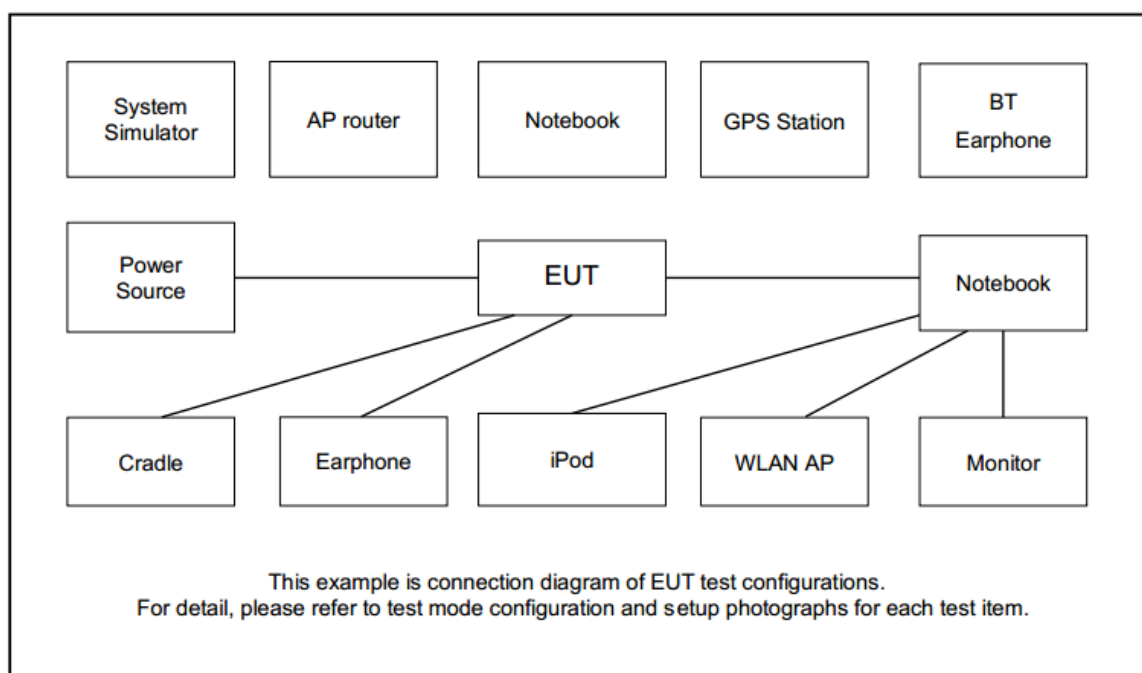 System
Simulator
AP router
Notebook
GPS Station
BT
Earphone
Power
Source
EUT
Notebook
Cradle
Earphone
iPod
WLAN AP
Monitor
This example is connection diagram of EUT test configurations.
For detail, please refer to test mode configuration and setup photographs for each test item.